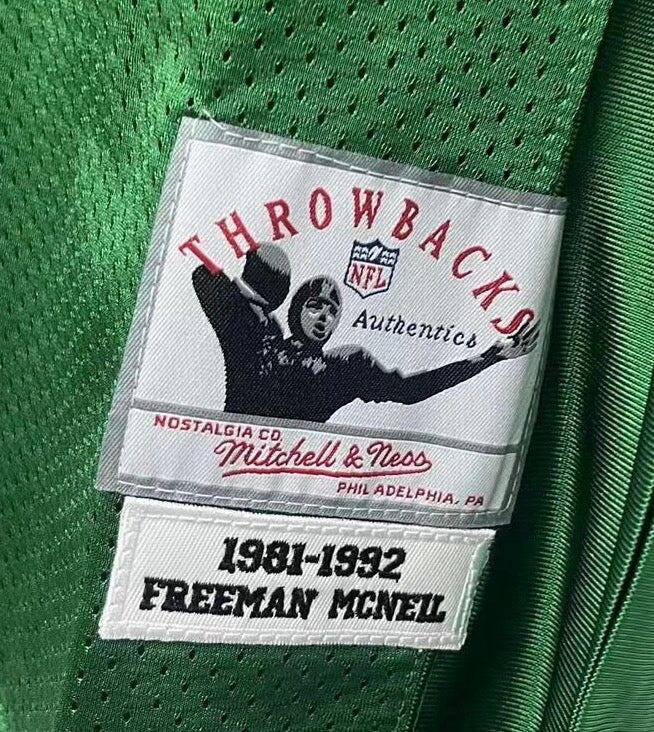 THROWBACKS
NFL
Authentics
NOSTALGIA CO.
Mitchell & Ness
PHILADELPHIA, PA
1981-1992
FREEMAN MCNEIL